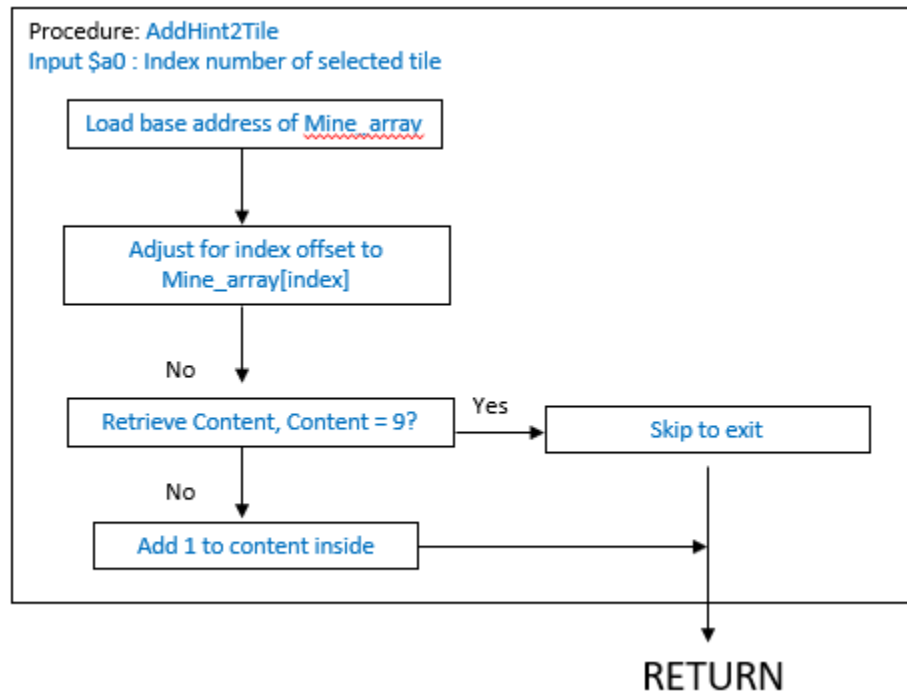 Procedure: AddHint2Tile
Input $a0 : Index number of selected tile
Load base address of Mine_array
Adjust for index offset to
Mine_array[index]
No
Retrieve Content, Content = 9?
Yes
Skip to exit
No
Add 1 to content inside
RETURN